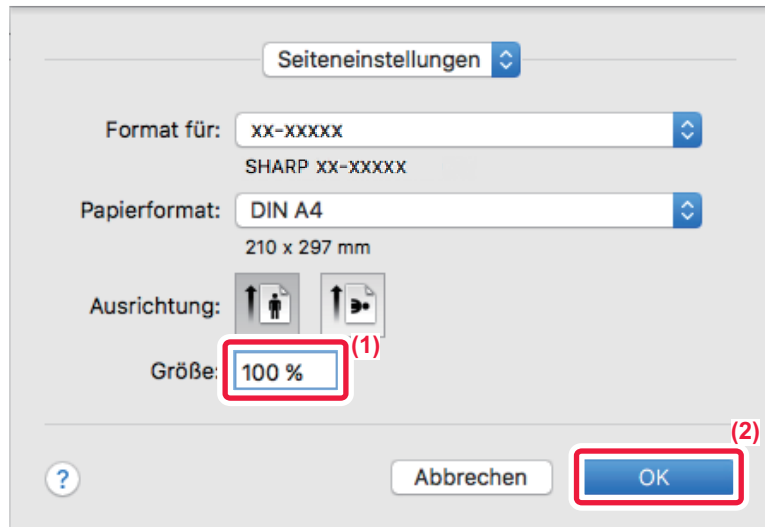 Seiteneinstellungen
Format für: xx-xxxxx
SHARP xx-xxxxx
Papierformat: DIN A4
210 x 297 mm
Ausrichtung:
(1)
Größe: 100 %
(2)
? Abbrechen OK